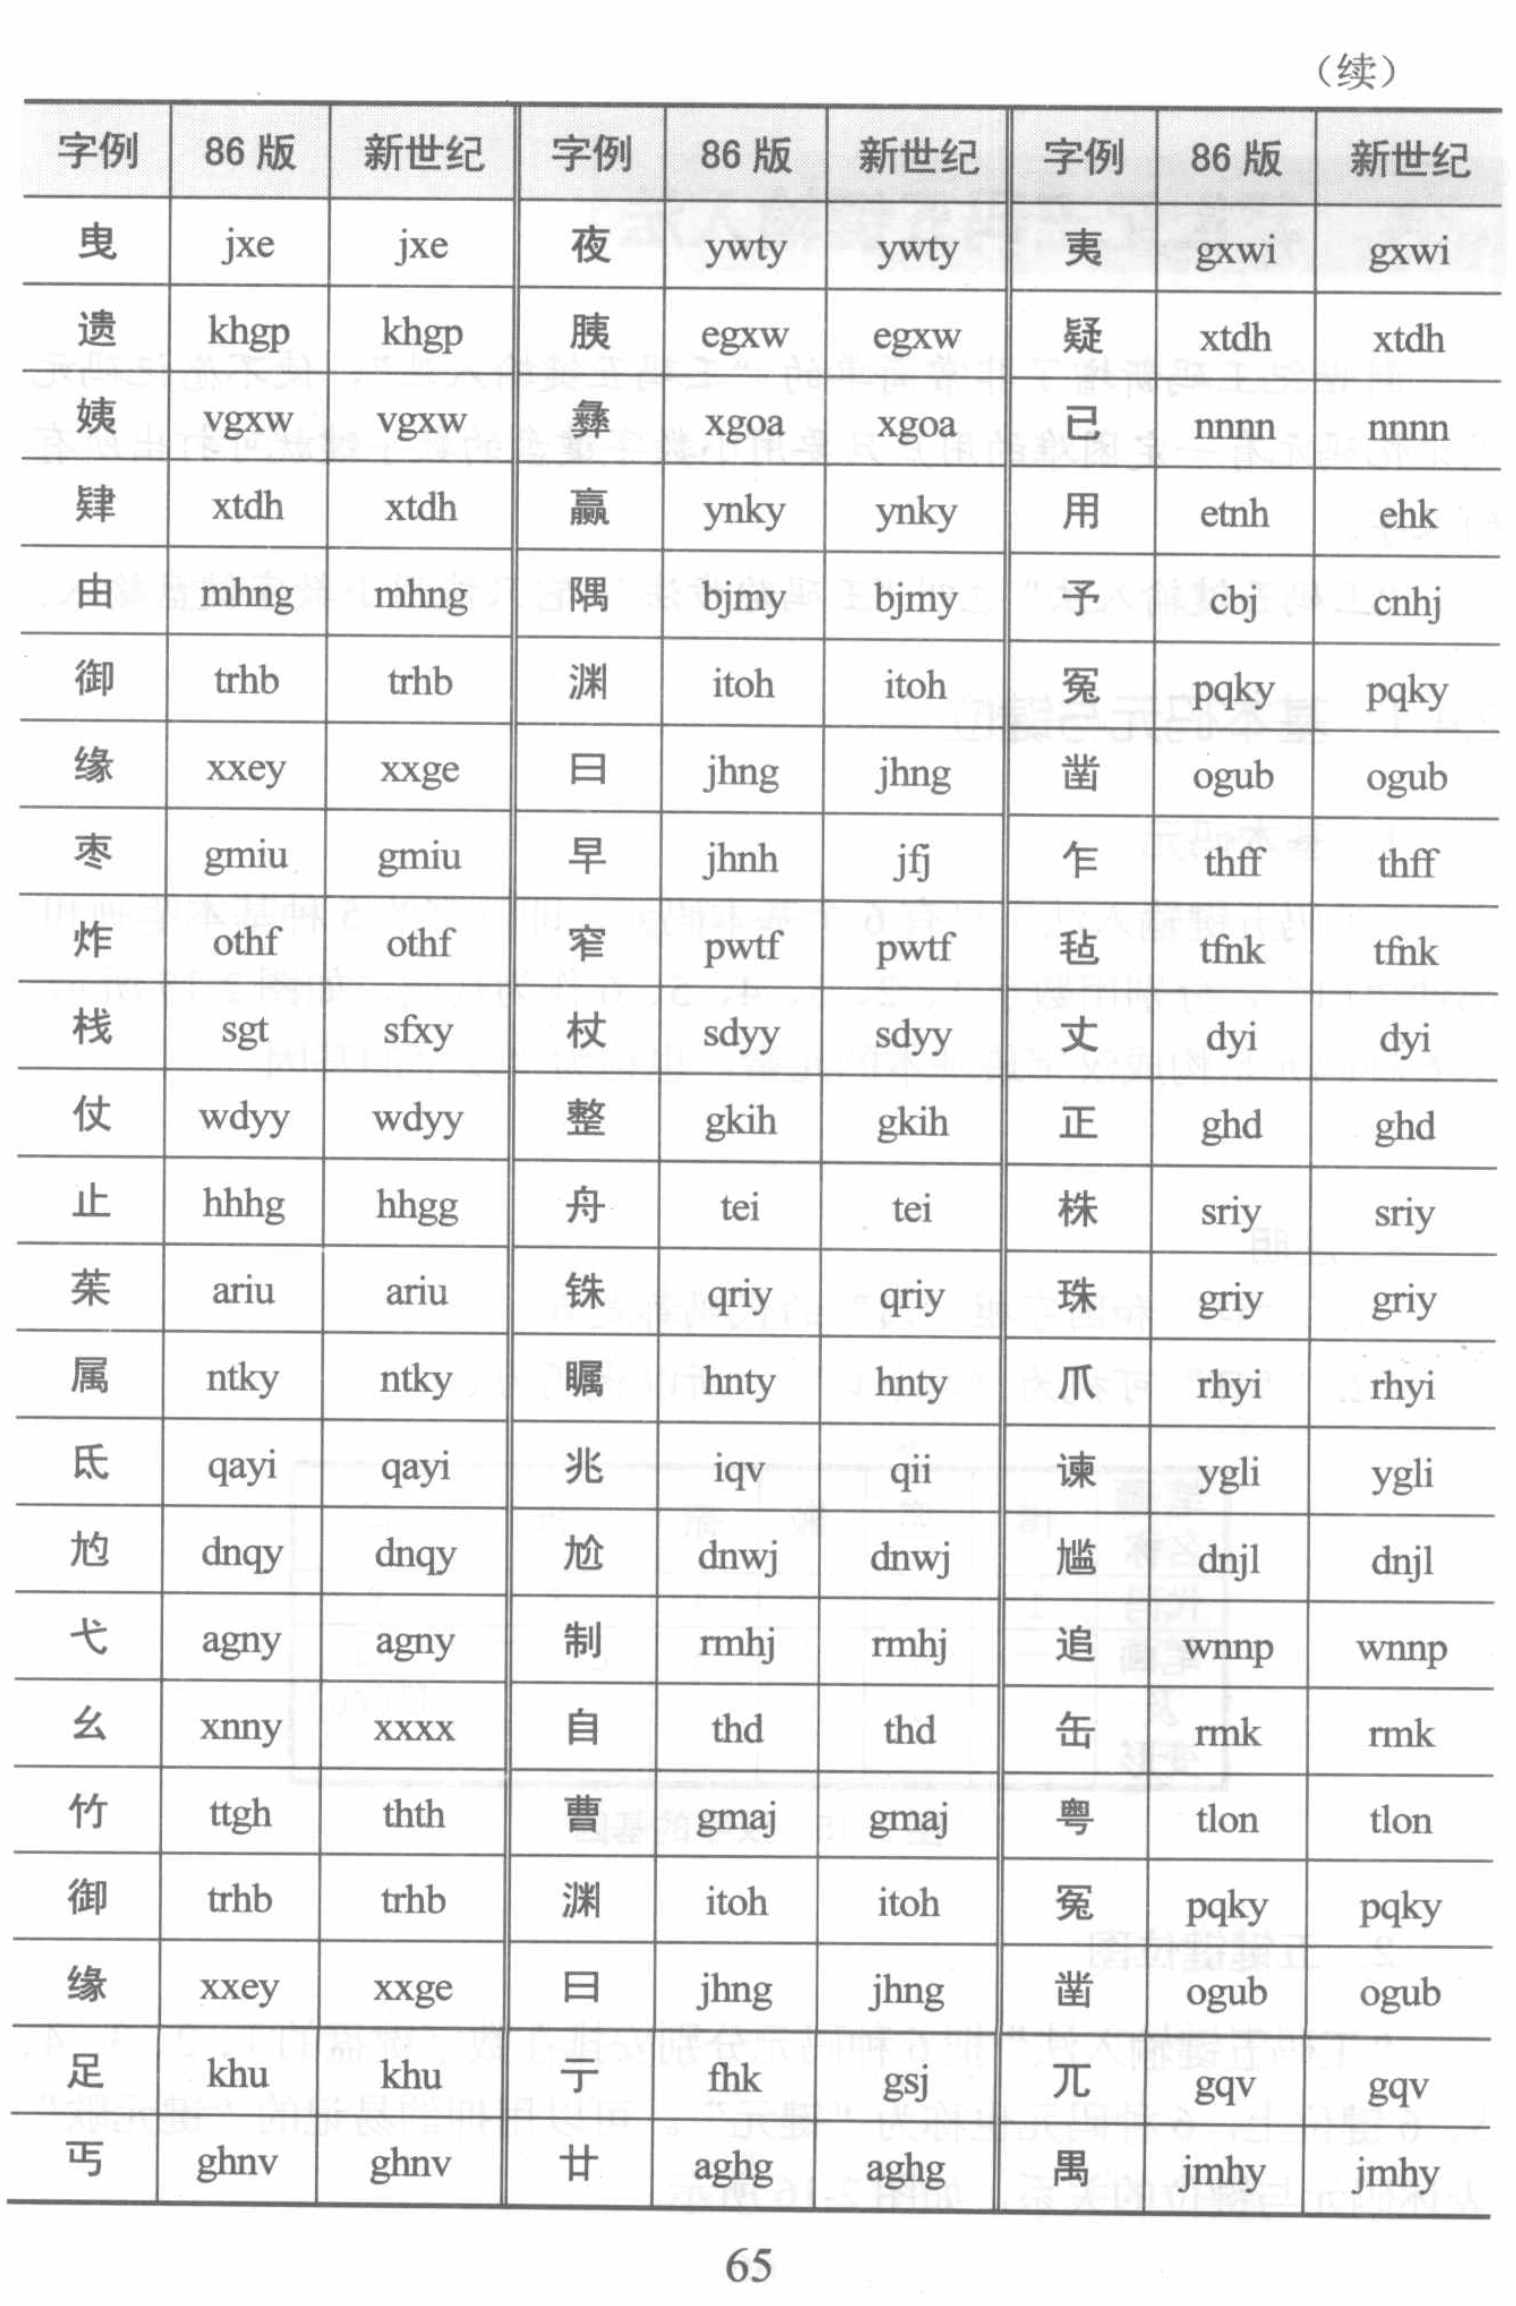 （续）
字例 86 版 新世纪 字例 86 版 新世纪 字例 86 版 新世纪
曳 jxe jxe 夜 ywty ywty 夷 gxwi gxwi
遗 khgp khgp 胰 egxw egxw 疑 xtdh xtdh
姨 vgxw vgxw 彝 xgoa xgoa 已 nnnn nnnn
肄 xtdh xtdh 赢 ynky ynky 用 etnh ehk
由 mhng mhng 隅 bjmy bjmy 予 cbj cnhj
御 trhb trhb 渊 itoh itoh 冤 pqky pqky
缘 xxey xxge 曰 jhng jhng 凿 ogub ogub
枣 gmiu gmiu 早 jhnh jfj 乍 thff thff
炸 othf othf 窄 pwtf pwtf 毡 tfnk tfnk
栈 sgt sfxy 杖 sdyy sdyy 丈 dyi dyi
仗 wdyy wdyy 整 gkih gkih 正 ghd ghd
止 hhhg hhgg 舟 tei tei 株 sriy sriy
茱 ariu ariu 铢 qriy qriy 珠 griy griy
属 ntky ntky 瞩 hnty hnty 爪 rhyi rhyi
氏 qayi qayi 兆 iqv qii 谏 ygli ygli
尥 dnqy dnqy 尬 dnwj dnwj 尴 dnjl dnjl
弋 agny agny 制 rmhj rmhj 追 wnnp wnnp
幺 xnny xxxx 自 thd thd 缶 rmk rmk
竹 ttgh thth 曹 gmaj gmaj 粤 tlon tlon
御 trhb trhb 渊 itoh itoh 冤 pqky pqky
缘 xxey xxge 曰 jhng jhng 凿 ogub ogub
足 khu khu 亍 fhk gsj 兀 gqv gqv
丐 ghnv ghnv 廿 aghg aghg 禺 jmhy jmhy
65